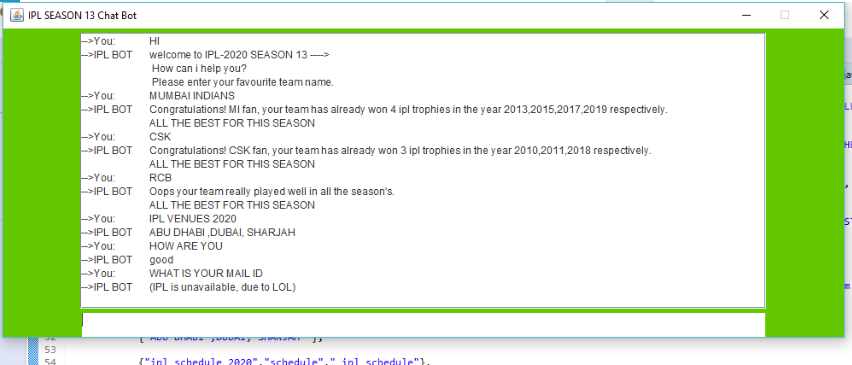 IPL SEASON 13 Chat Bot
-->You: HI
-->IPL BOT welcome to IPL-2020 SEASON 13 ---->
How can i help you?
Please enter your favourite team name.
-->You: MUMBAI INDIANS
-->IPL BOT Congratulations! MI fan, your team has already won 4 ipl trophies in the year 2013,2015,2017,2019 respectively.
ALL THE BEST FOR THIS SEASON
-->You: CSK
-->IPL BOT Congratulations! CSK fan, your team has already won 3 ipl trophies in the year 2010,2011,2018 respectively.
ALL THE BEST FOR THIS SEASON
-->You: RCB
-->IPL BOT Oops your team really played well in all the season's.
ALL THE BEST FOR THIS SEASON
-->You: IPL VENUES 2020
-->IPL BOT ABU DHABI ,DUBAI, SHARJAH
-->You: HOW ARE YOU
-->IPL BOT good
-->You: WHAT IS YOUR MAIL ID
-->IPL BOT (IPL is unavailable, due to LOL)
52 {"ABU DHABI ,DUBAI, SHARJAH"},
53
54 {"ipl schedule 2020","schedule"," ipl schedule"},